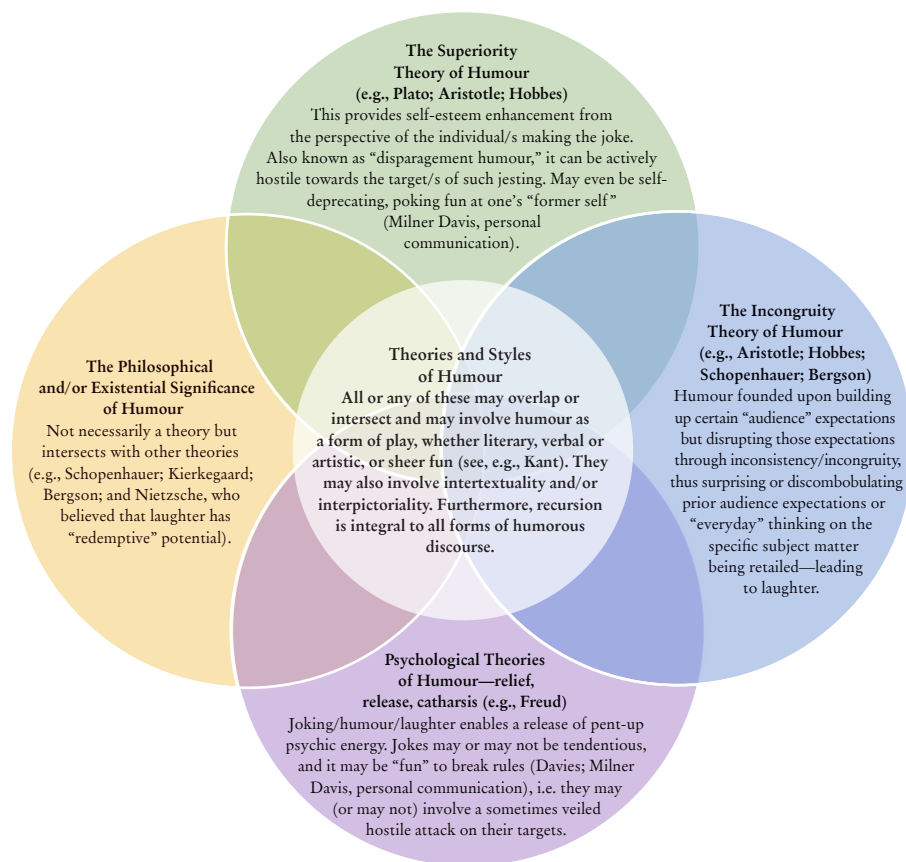 The Superiority
Theory of Humour
(e.g., Plato; Aristotle; Hobbes)
This provides self-esteem enhancement from
the perspective of the individual/s making the joke.
Also known as “disparagement humour,” it can be actively
hostile towards the target/s of such jesting. May even be self-
deprecating, poking fun at one’s “former self”
(Milner Davis, personal
communication).
The Philosophical
and/or Existential Significance
of Humour
Not necessarily a theory but
intersects with other theories
(e.g., Schopenhauer; Kierkegaard;
Bergson; and Nietzsche, who
believed that laughter has
“redemptive” potential).
Theories and Styles
of Humour
All or any of these may overlap or
intersect and may involve humour as
a form of play, whether literary, verbal or
artistic, or sheer fun (see, e.g., Kant). They
may also involve intertextuality and/or
interpictoriality. Furthermore, recursion
is integral to all forms of humorous
discourse.
The Incongruity
Theory of Humour
(e.g., Aristotle; Hobbes;
Schopenhauer; Bergson)
Humour founded upon building
up certain “audience” expectations
but disrupting those expectations
through inconsistency/incongruity,
thus surprising or discombobulating
prior audience expectations or
“everyday” thinking on the
specific subject matter
being retailed—leading
to laughter.
Psychological Theories
of Humour—relief,
release, catharsis (e.g., Freud)
Joking/humour/laughter enables a release of pent-up
psychic energy. Jokes may or may not be tendentious,
and it may be “fun” to break rules (Davies; Milner
Davis, personal communication), i.e. they may
(or may not) involve a sometimes veiled
hostile attack on their targets.